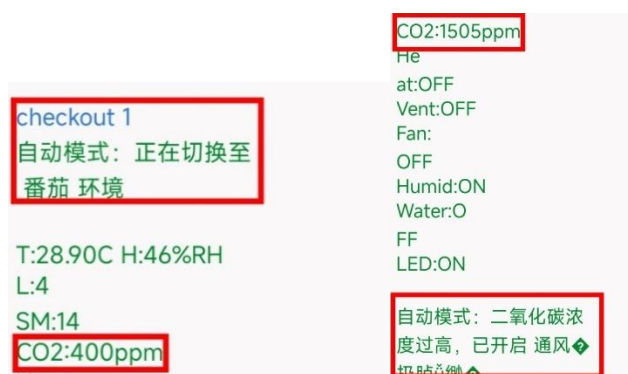 checkout 1
自动模式：正在切换至
番茄 环境
T:28.90C H:46%RH
L:4
SM:14
CO2:400ppm
CO2:1505ppm
He
at:OFF
Vent:OFF
Fan:
OFF
Humid:ON
Water:O
FF
LED:ON
自动模式：二氧化碳浓
度过高，已开启 通风�